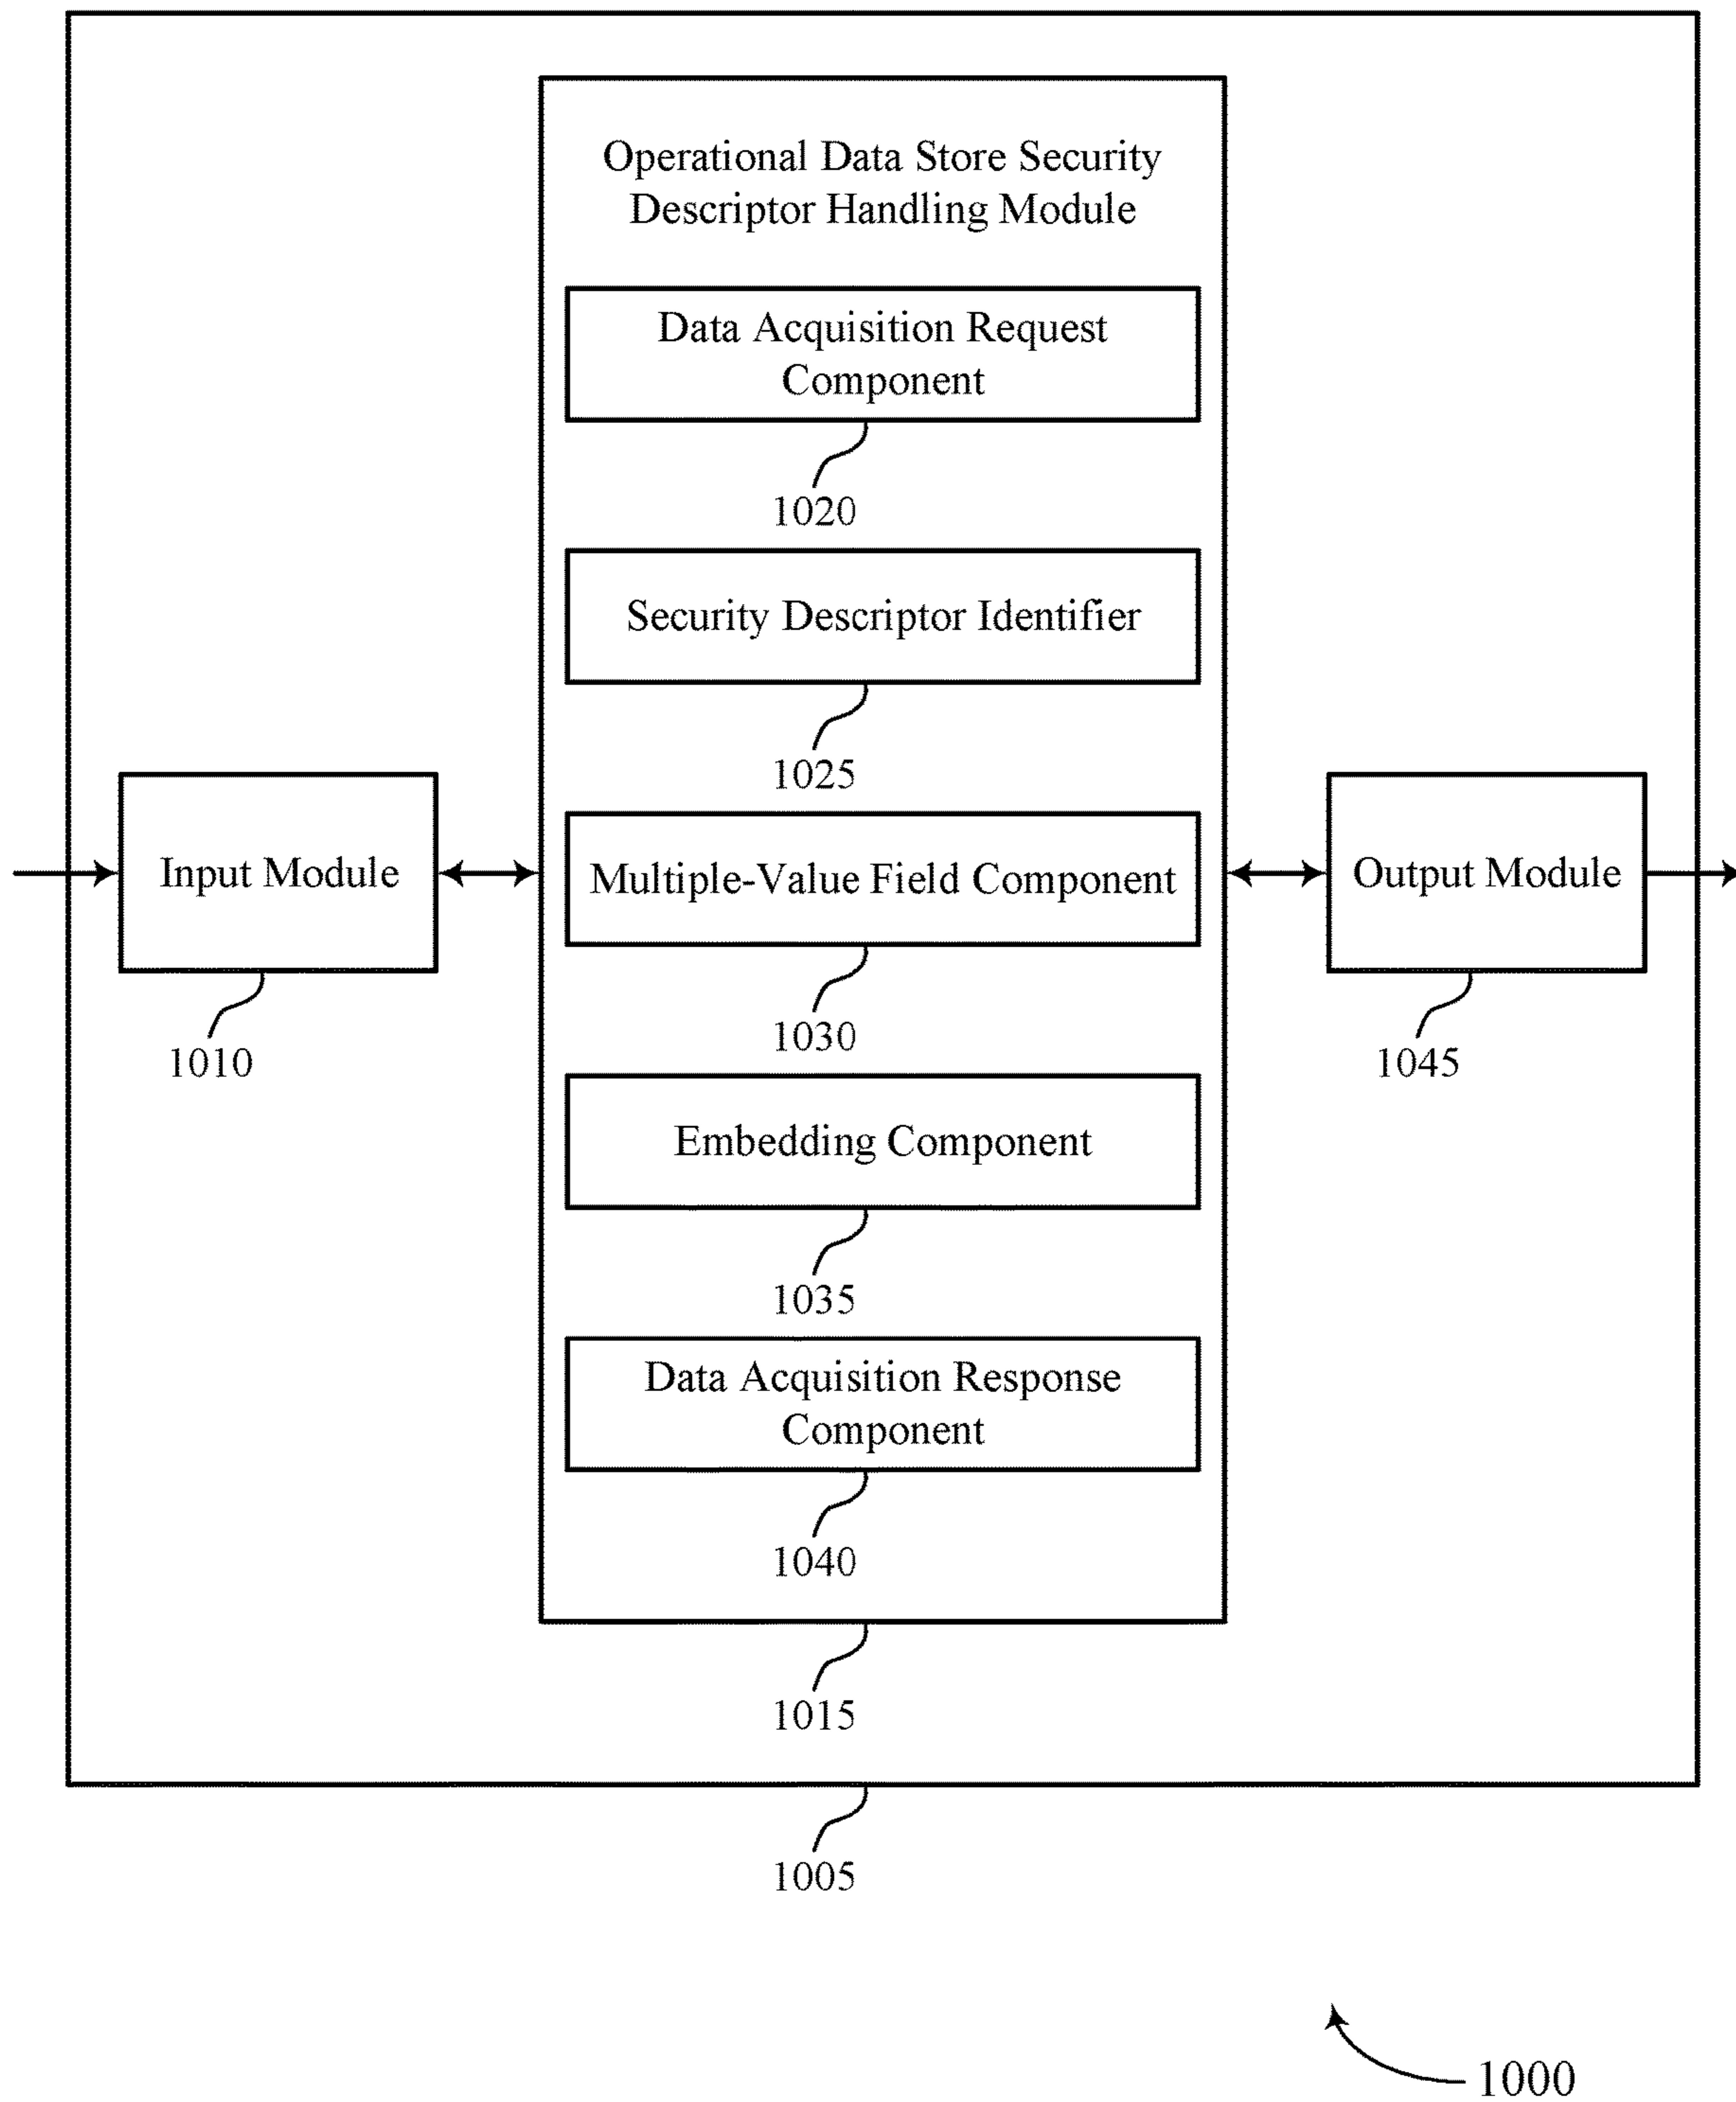 Operational Data Store Security
Descriptor Handling Module
Data Acquisition Request
Component
1020
Security Descriptor Identifier
1025
Input Module
1010
Multiple-Value Field Component
1030
Output Module
1045
Embedding Component
1035
Data Acquisition Response
Component
1040
1015
1005
1000